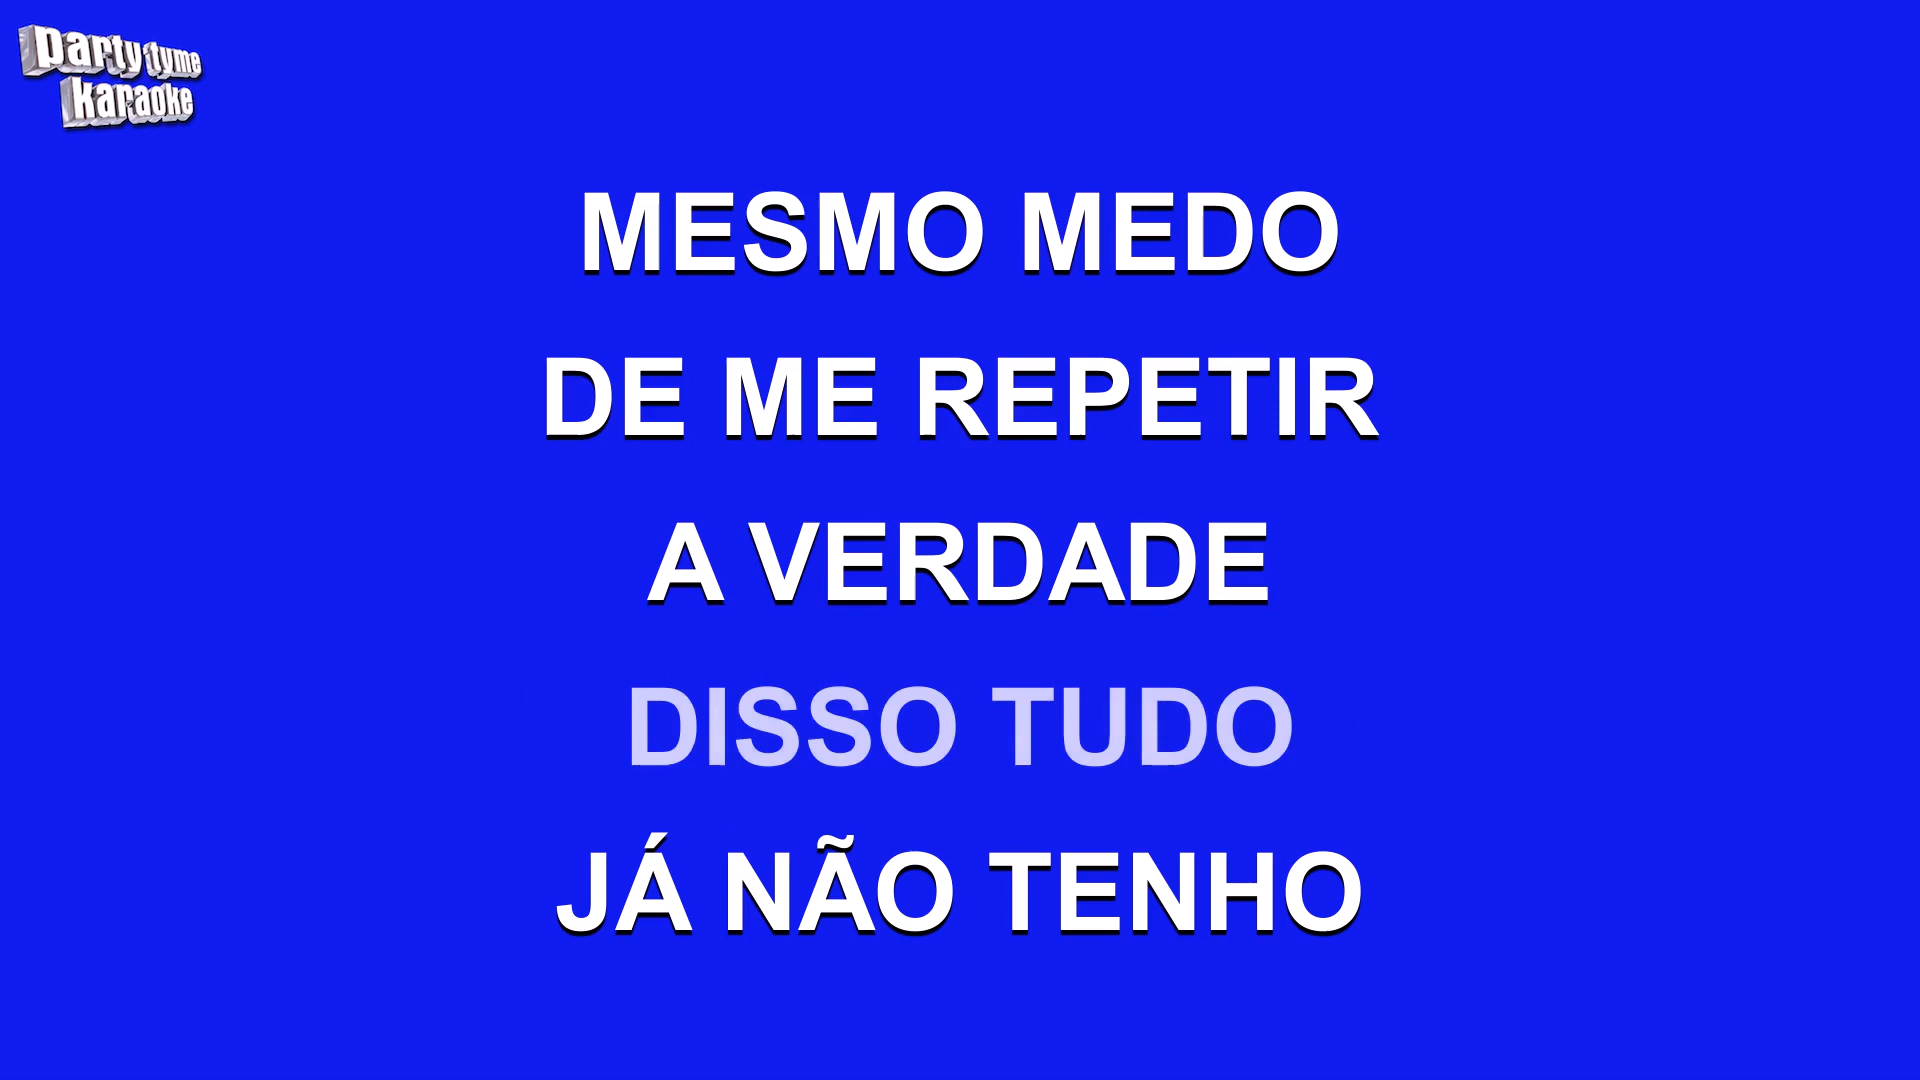 party tyme
karaoke
MESMO MEDO
DE ME REPETIR
A VERDADE
DISSO TUDO
JÁ NÃO TENHO